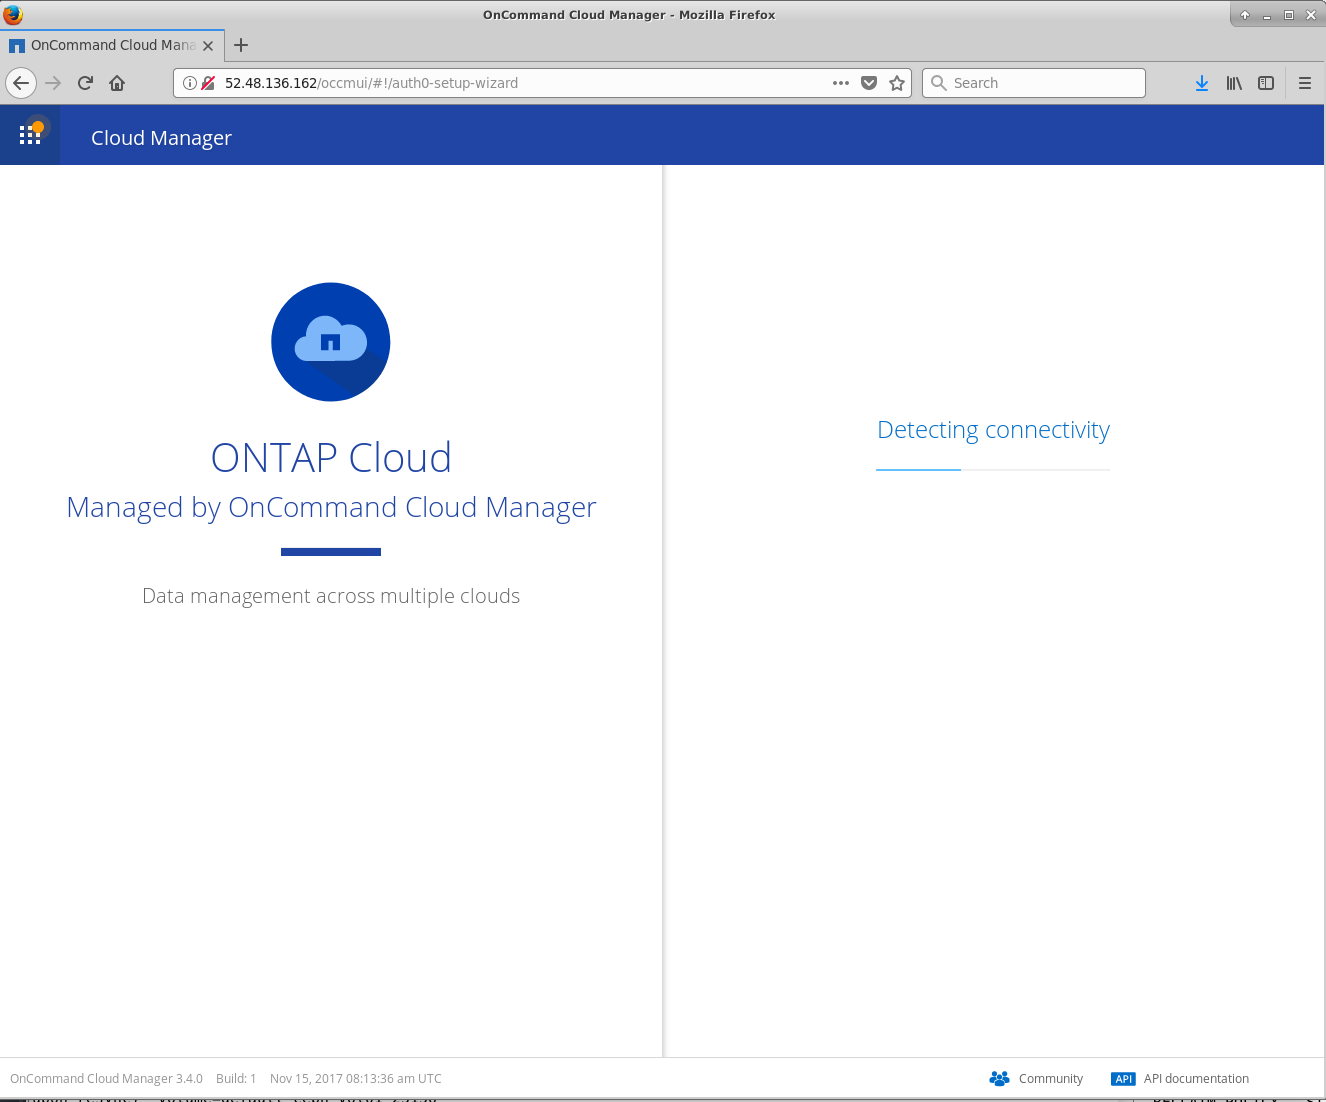 OnCommand Cloud Manager - Mozilla Firefox
OnCommand Cloud Mana
52.48.136.162/occmui/#!/auth0-setup-wizard
Search
Cloud Manager
ONTAP Cloud
Managed by OnCommand Cloud Manager
Data management across multiple clouds
Detecting connectivity
OnCommand Cloud Manager 3.4.0 Build: 1 Nov 15, 2017 08:13:36 am UTC
Community
API API documentation